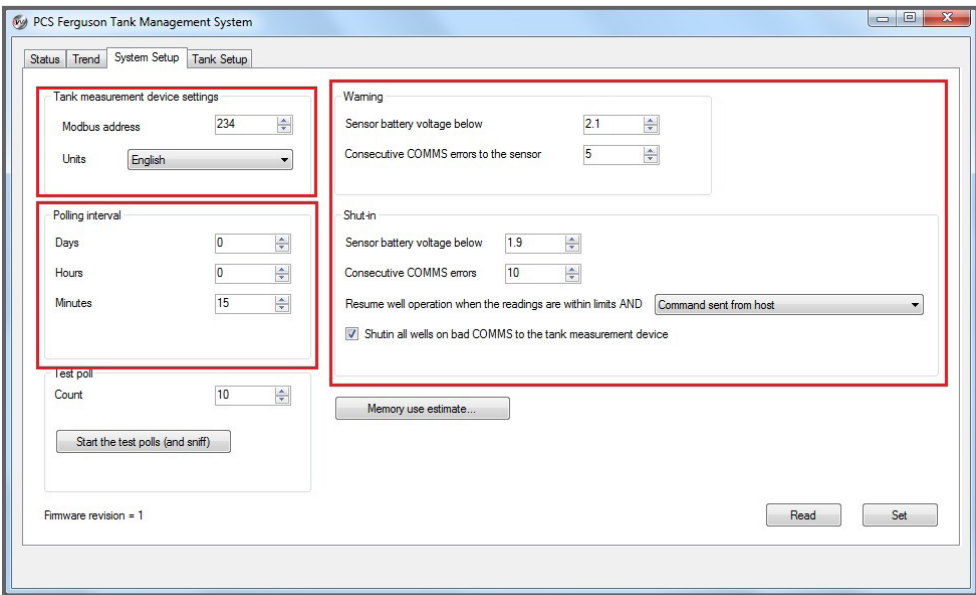 PCS Ferguson Tank Management System
Status Trend System Setup Tank Setup
Tank measurement device settings
Modbus address 234
Units English
Polling interval
Days 0
Hours 0
Minutes 15
Test poll
Count 10
Start the test polls (and sniff)
Firmware revision = 1
Warning
Sensor battery voltage below 2.1
Consecutive COMMS errors to the sensor 5
Shut-in
Sensor battery voltage below 1.9
Consecutive COMMS errors 10
Resume well operation when the readings are within limits AND Command sent from host
Shutin all wells on bad COMMS to the tank measurement device
Memory use estimate...
Read Set